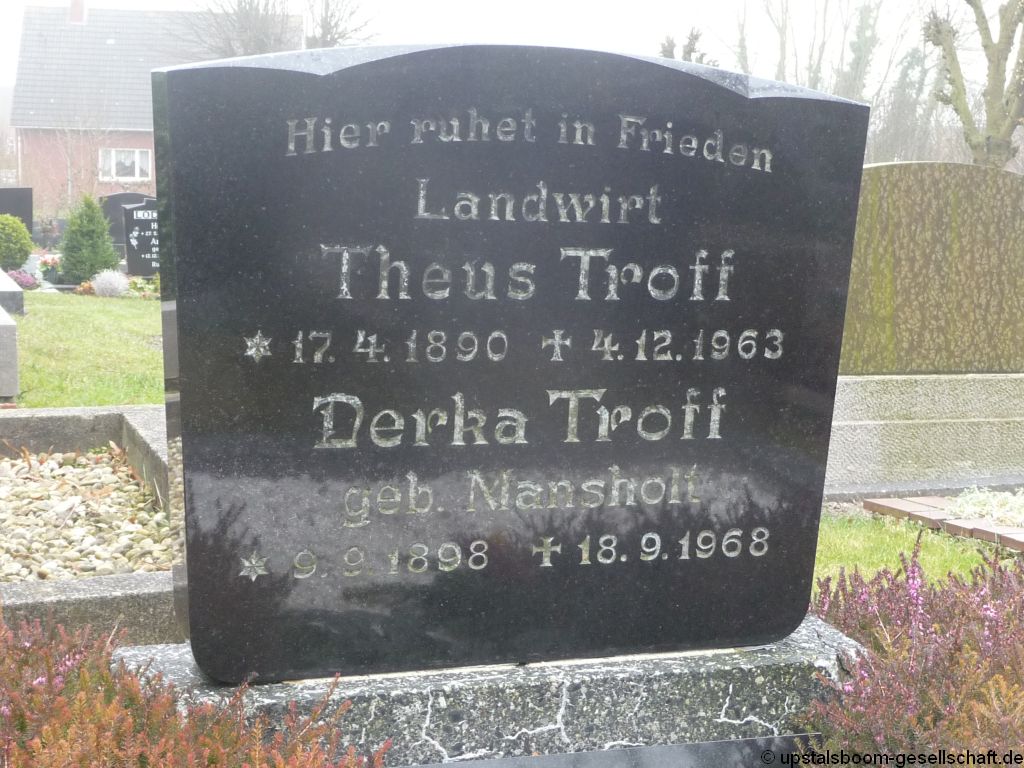 Hier ruhet in Frieden
Landwirt
Theus Troff
* 17. 4. 1890 ✝ 4. 12. 1963
Derka Troff
geb. Mansholt
* 9. 9. 1898 ✝ 18. 9. 1968
© upstalsboom-gesellschaft.de